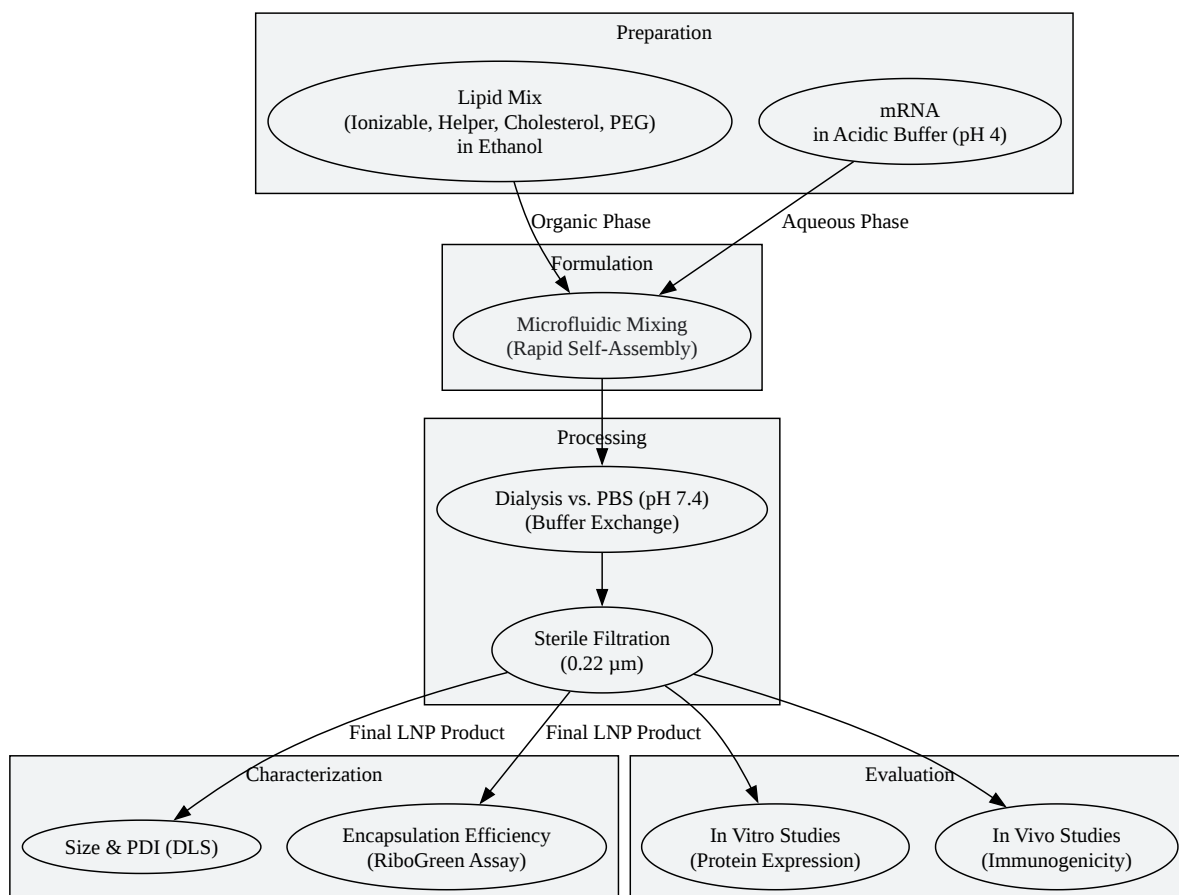 Preparation
Lipid Mix
(Ionizable, Helper, Cholesterol, PEG)
in Ethanol
mRNA
in Acidic Buffer (pH 4)
Organic Phase
Aqueous Phase
Formulation
Microfluidic Mixing
(Rapid Self-Assembly)
Processing
Dialysis vs. PBS (pH 7.4)
(Buffer Exchange)
Sterile Filtration
(0.22 µm)
Final LNP Product
Final LNP Product
Characterization
Size & PDI (DLS)
Encapsulation Efficiency
(RiboGreen Assay)
Evaluation
In Vitro Studies
(Protein Expression)
In Vivo Studies
(Immunogenicity)